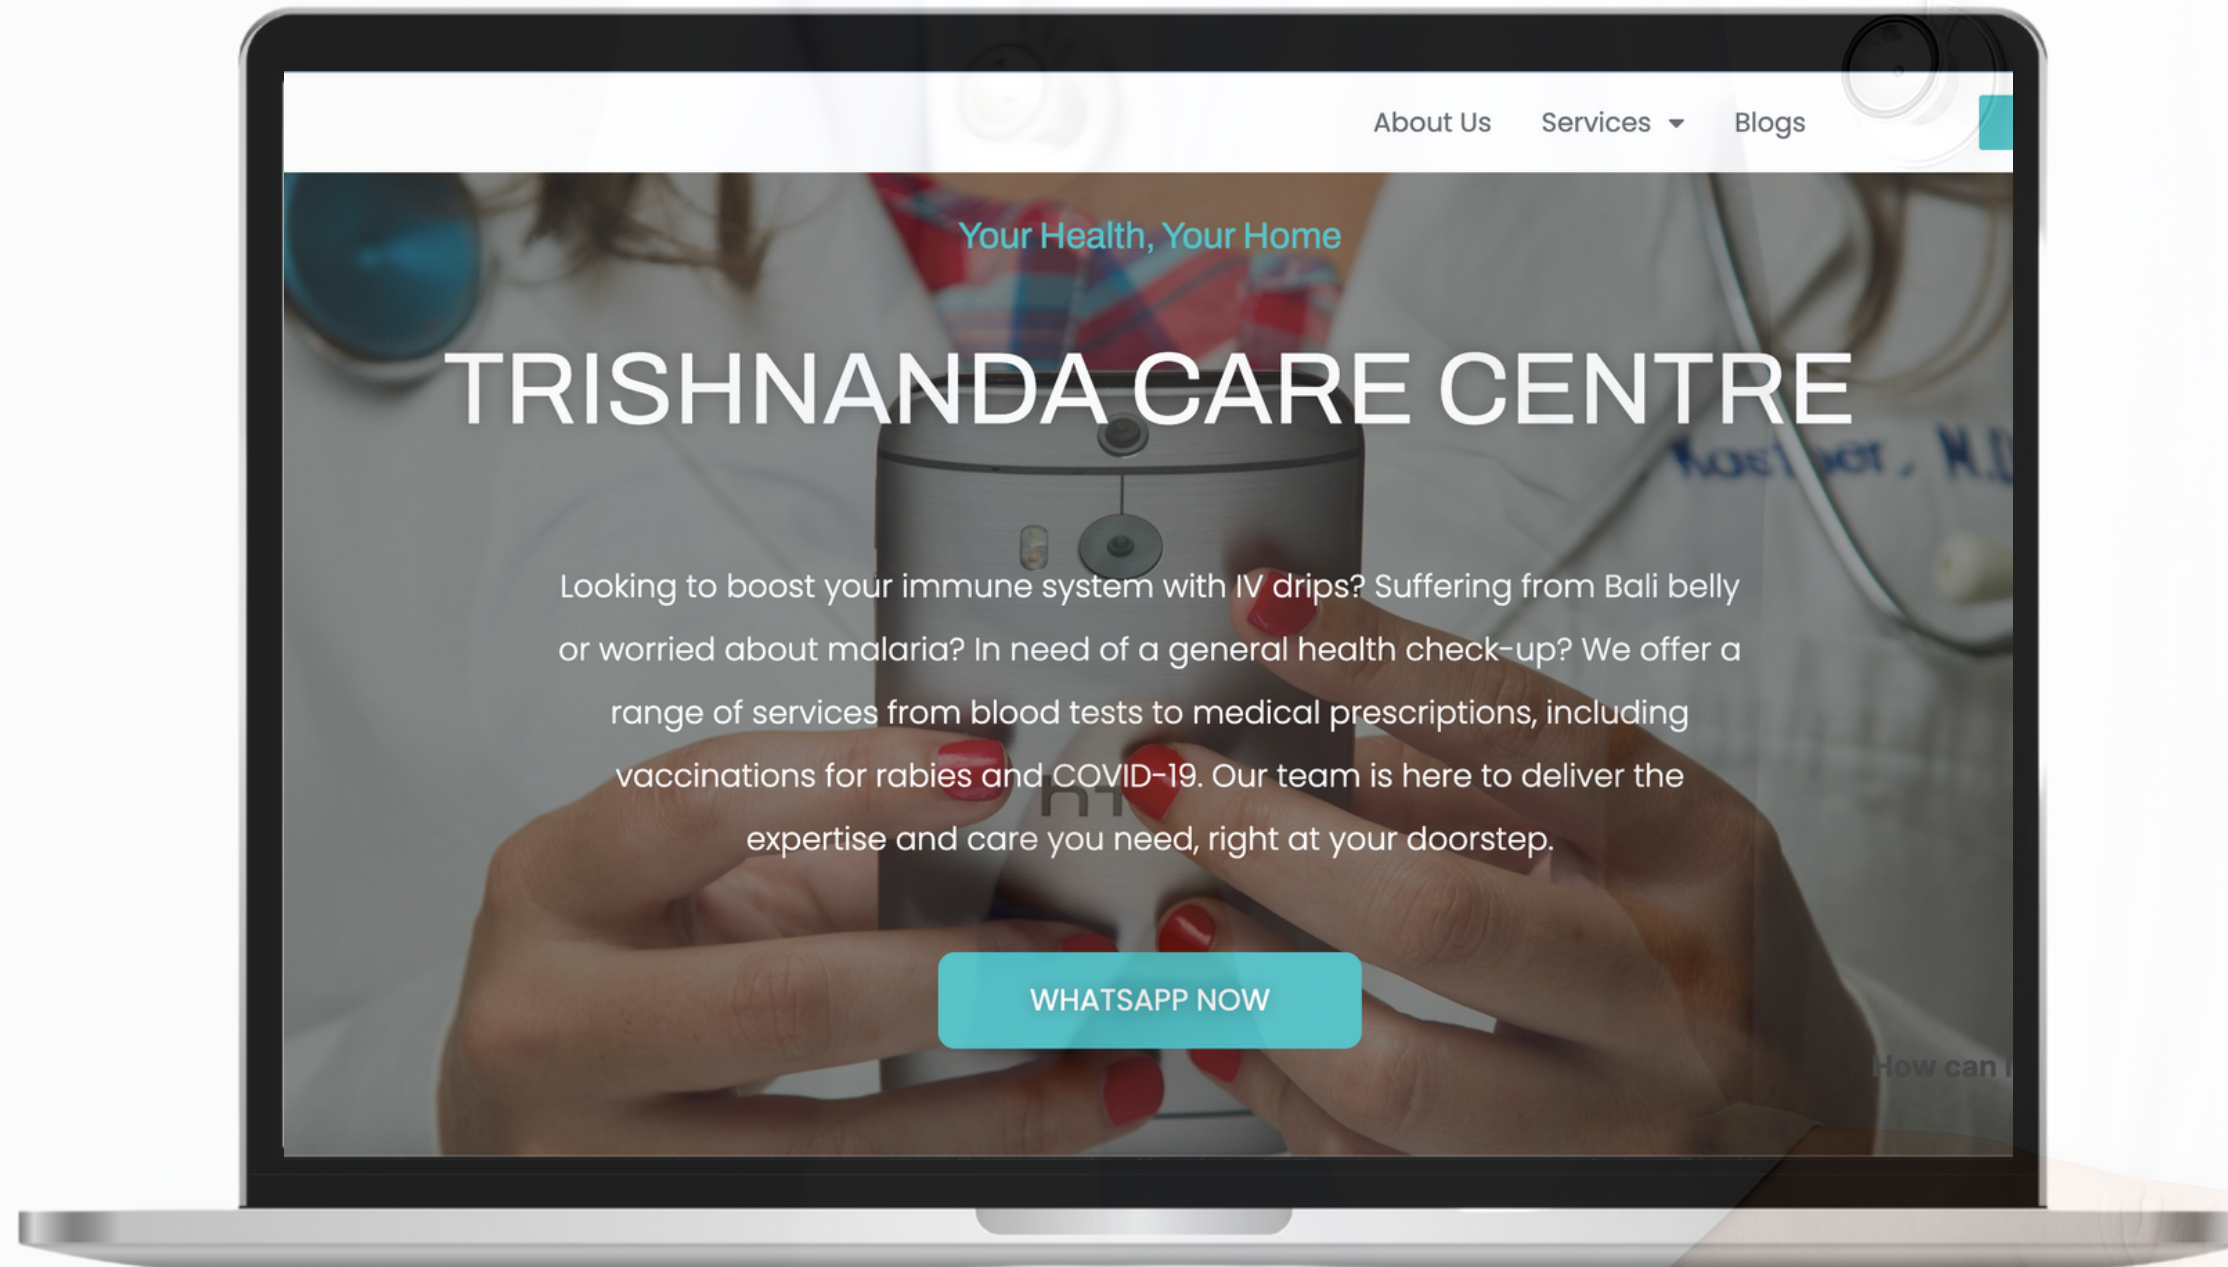 About Us Services Blogs
Your Health, Your Home
TRISHNANDA CARE CENTRE
Looking to boost your immune system with IV drips? Suffering from Bali belly
or worried about malaria? In need of a general health check-up? We offer a
range of services from blood tests to medical prescriptions, including
vaccinations for rabies and COVID-19. Our team is here to deliver the
expertise and care you need, right at your doorstep.
WHATSAPP NOW
How can